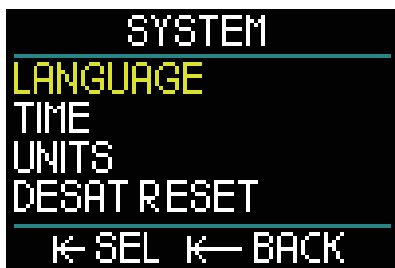 SYSTEM
LANGUAGE
TIME
UNITS
DESAT RESET
K- SEL K— BACK